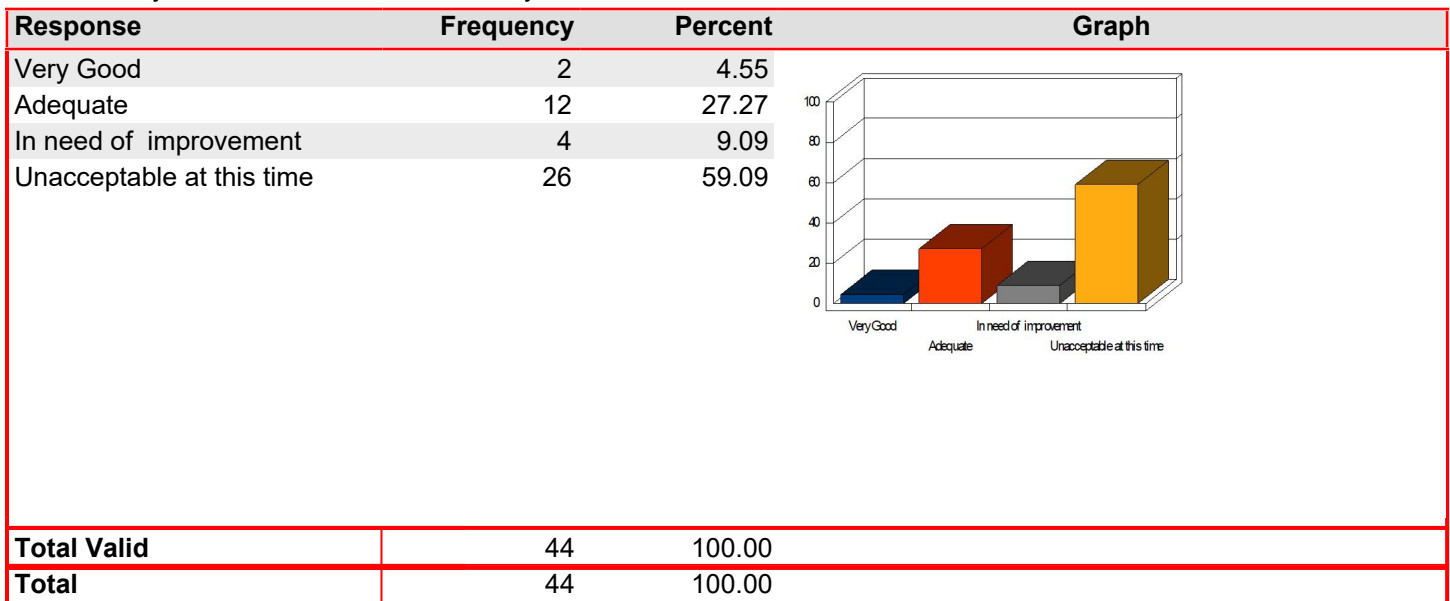 Response Frequency Percent Graph
Very Good 2 4.55
Adequate 12 27.27
In need of  improvement 4 9.09
Unacceptable at this time 26 59.09
100
80
60
40
20
0
Very Good In need of improvement
Adequate Unacceptable at this time
Total Valid 44 100.00
Total 44 100.00